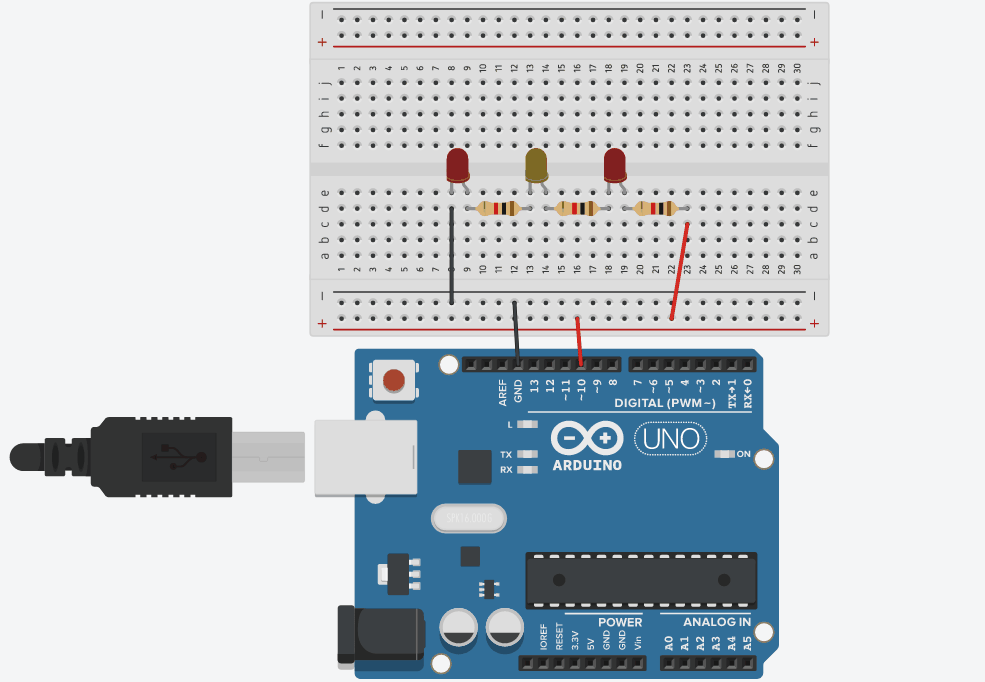 − −
+ +
1 2 3 4 5 6 7 8 9 10 11 12 13 14 15 16 17 18 19 20 21 22 23 24 25 26 27 28 29 30
j j
i i
h h
g g
f f
e e
d d
c c
b b
a a
1 2 3 4 5 6 7 8 9 10 11 12 13 14 15 16 17 18 19 20 21 22 23 24 25 26 27 28 29 30
− −
+ +
AREF GND 13 12 ~11 ~10 ~9 8 7 ~6 ~5 4 ~3 2 TX→1 RX←0
DIGITAL (PWM~)
L
TX
RX
ARDUINO
UNO
ON
POWER
ANALOG IN
IOREF RESET 3.3V 5V GND GND Vin A0 A1 A2 A3 A4 A5